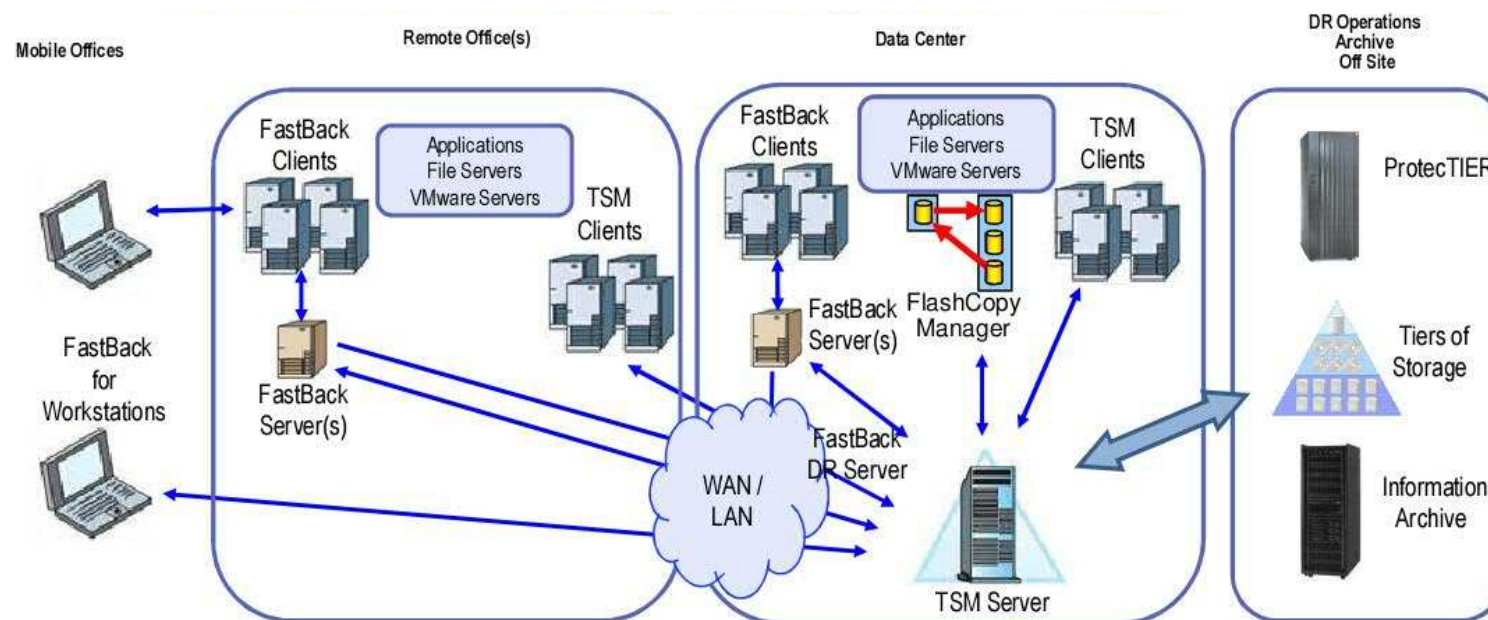 Mobile Offices
Remote Office(s)
Data Center
DR Operations
Archive
Off Site
FastBack
Clients
Applications
File Servers
VMware Servers
TSM
Clients
FastBack
Server(s)
FastBack
for
Workstations
FastBack
Clients
Applications
File Servers
VMware Servers
TSM
Clients
FastBack
Server(s)
FlashCopy
Manager
FastBack
DR Server
WAN /
LAN
TSM Server
ProtecTIER
Tiers of
Storage
Information
Archive